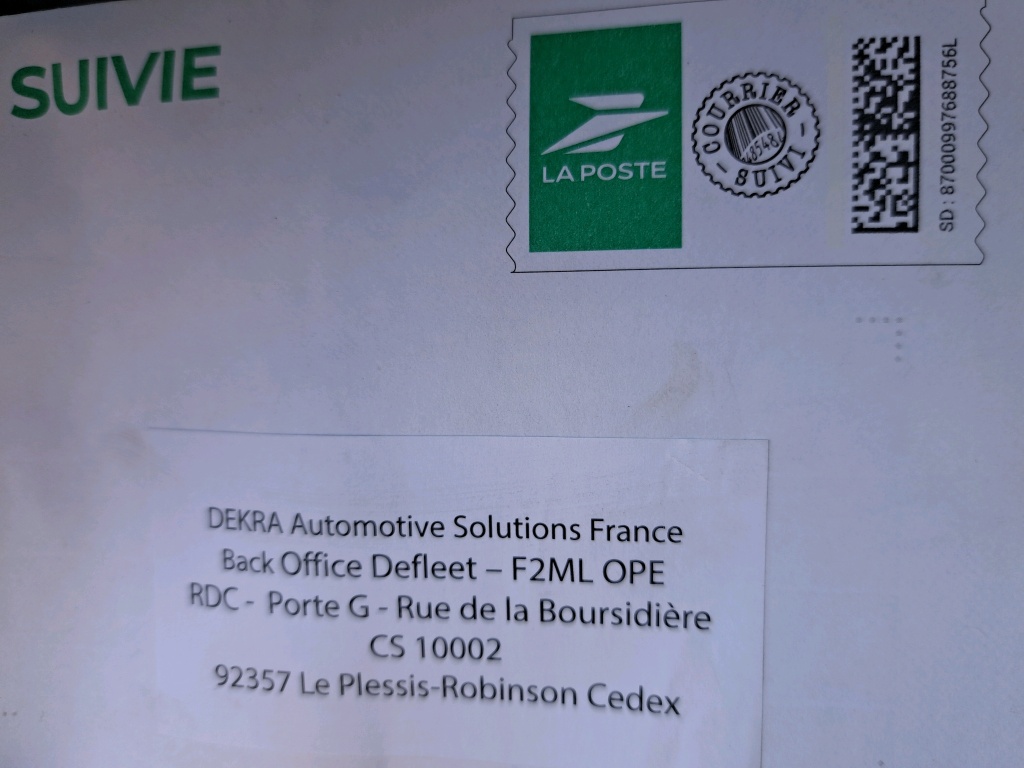 SUIVIE
LA POSTE
COURRIER
48548
- SUIVI -
SD : 87000997688756L
DEKRA Automotive Solutions France
Back Office Defleet – F2ML OPE
RDC - Porte G - Rue de la Boursidière
CS 10002
92357 Le Plessis-Robinson Cedex